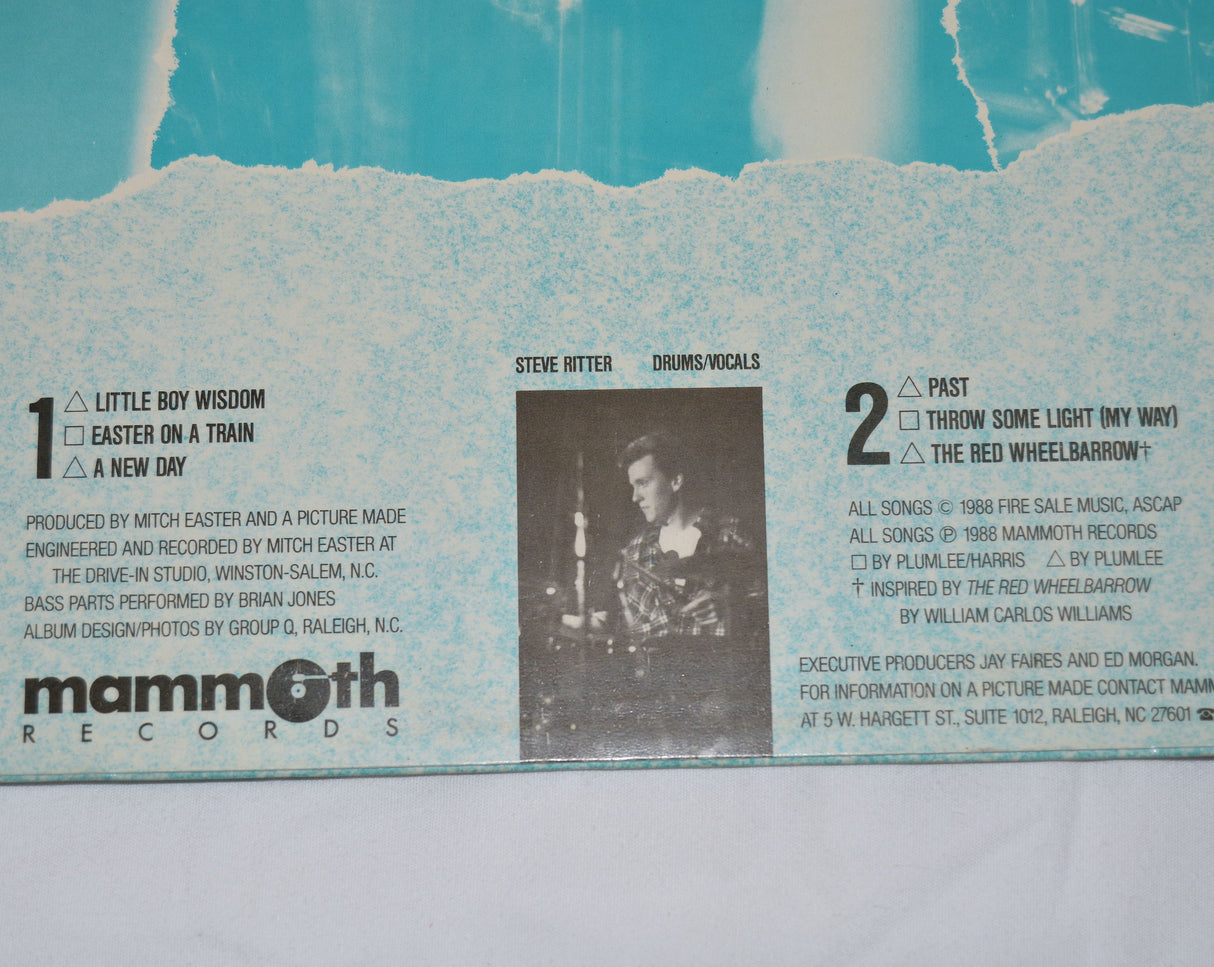 STEVE RITTER DRUMS/VOCALS
1 △ LITTLE BOY WISDOM
□ EASTER ON A TRAIN
△ A NEW DAY
PRODUCED BY MITCH EASTER AND A PICTURE MADE
ENGINEERED AND RECORDED BY MITCH EASTER AT
THE DRIVE-IN STUDIO, WINSTON-SALEM, N.C.
BASS PARTS PERFORMED BY BRIAN JONES
ALBUM DESIGN/PHOTOS BY GROUP Q, RALEIGH, N.C.
mammoth
RECORDS
2 △ PAST
□ THROW SOME LIGHT (MY WAY)
△ THE RED WHEELBARROW†
ALL SONGS © 1988 FIRE SALE MUSIC, ASCAP
ALL SONGS ℗ 1988 MAMMOTH RECORDS
□ BY PLUMLEE/HARRIS △ BY PLUMLEE
† INSPIRED BY THE RED WHEELBARROW
BY WILLIAM CARLOS WILLIAMS
EXECUTIVE PRODUCERS JAY FAIRES AND ED MORGAN.
FOR INFORMATION ON A PICTURE MADE CONTACT MAMM
AT 5 W. HARGETT ST., SUITE 1012, RALEIGH, NC 27601 ☎